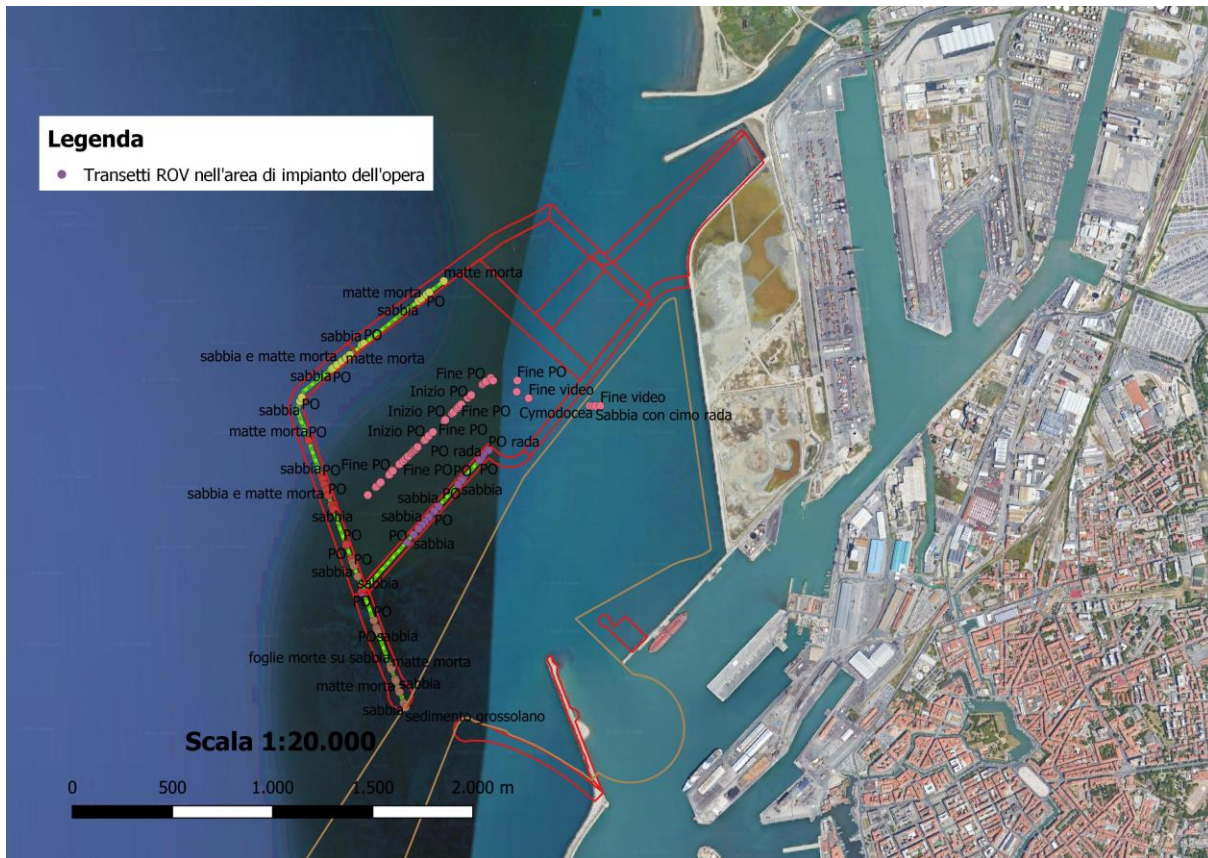 Legenda
Transetti ROV nell'area di impianto dell'opera
matte morta
matte morta
PO
sabbia
sabbia
PO
sabbia e matte morta
matte morta
sabbia
PO
Fine PO
Fine PO
Inizio PO
Fine video
Fine video
sabbia
PO
Inizio PO
Fine PO
Cymodocea
Sabbia con cimo rada
matte morta
PO
Inizio PO
Fine PO
PO rada
PO rada
sabbia
PO
Fine PO
Fine PO
PO
PO
sabbia e matte morta
PO
sabbia
PO
sabbia
sabbia
sabbia
PO
PO
PO
sabbia
PO
sabbia
sabbia
PO
PO
PO
sabbia
foglie morte su sabbia
matte morta
matte morta
sabbia
sabbia
sedimento grossolano
Scala 1:20.000
0
500
1.000
1.500
2.000 m